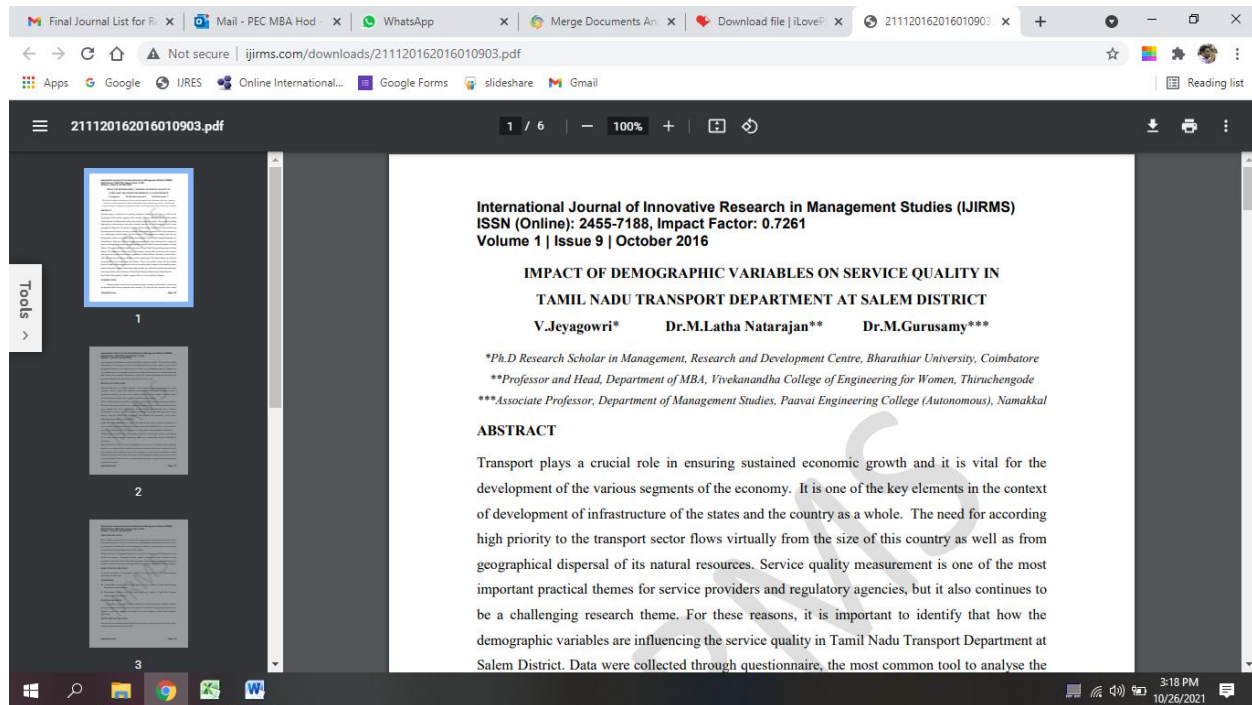 Final Journal List for R
Mail - PEC MBA Hod -
WhatsApp
Merge Documents An
Download file | iLoveP
211120162016010903
Not secure | ijirms.com/downloads/211120162016010903.pdf
Apps
Google
IJRES
Online International...
Google Forms
slideshare
Gmail
Reading list
211120162016010903.pdf
1 / 6
100%
Tools
1
2
3
International Journal of Innovative Research in Management Studies (IJIRMS)
ISSN (Online): 2455-7188, Impact Factor: 0.7261
Volume 1 | Issue 9 | October 2016
IMPACT OF DEMOGRAPHIC VARIABLES ON SERVICE QUALITY IN
TAMIL NADU TRANSPORT DEPARTMENT AT SALEM DISTRICT
V.Jeyagowri* Dr.M.Latha Natarajan** Dr.M.Gurusamy***
*Ph.D Research Scholar in Management, Research and Development Centre, Bharathiar University, Coimbatore
**Professor and Head, Department of MBA, Vivekanandha College of Engineering for Women, Thiruchengode
***Associate Professor, Department of Management Studies, Paavai Engineering College (Autonomous), Namakkal
ABSTRACT
Transport plays a crucial role in ensuring sustained economic growth and it is vital for the
development of the various segments of the economy. It is one of the key elements in the context
of development of infrastructure of the states and the country as a whole. The need for according
high priority to the transport sector flows virtually from the size of this country as well as from
geographical dispersal of its natural resources. Service quality measurement is one of the most
important practical themes for service providers and regulatory agencies, but it also continues to
be a challenging research theme. For these reasons, it is important to identify that how the
demographic variables are influencing the service quality in Tamil Nadu Transport Department at
Salem District. Data were collected through questionnaire, the most common tool to analyse the
3:18 PM
10/26/2021